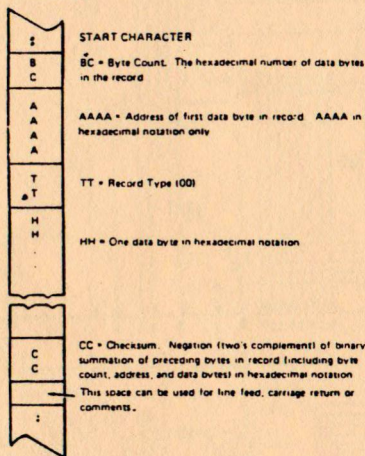 :
START CHARACTER
B
C
BC = Byte Count. The hexadecimal number of data bytes
in the record
A
A
A
A
AAAA = Address of first data byte in record. AAAA in
hexadecimal notation only
T
T
TT = Record Type (00)
H
H
HH = One data byte in hexadecimal notation
C
C
CC = Checksum. Negation (two's complement) of binary
summation of preceding bytes in record (including byte
count, address, and data bytes) in hexadecimal notation
This space can be used for line feed, carriage return or
comments.
: